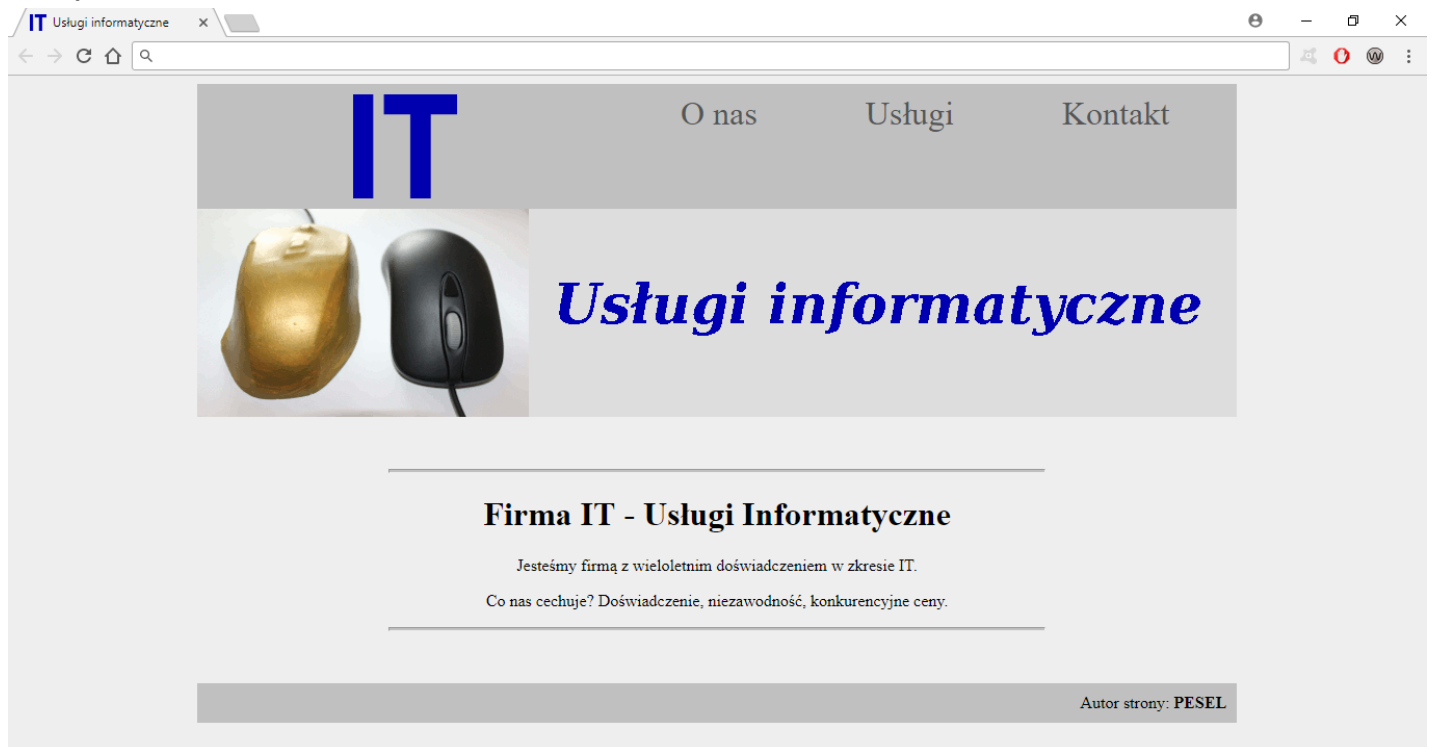 IT Usługi informatyczne
IT
O nas Usługi Kontakt
Usługi informatyczne
Firma IT - Usługi Informatyczne
Jesteśmy firmą z wieloletnim doświadczeniem w zkresie IT.
Co nas cechuje? Doświadczenie, niezawodność, konkurencyjne ceny.
Autor strony: PESEL